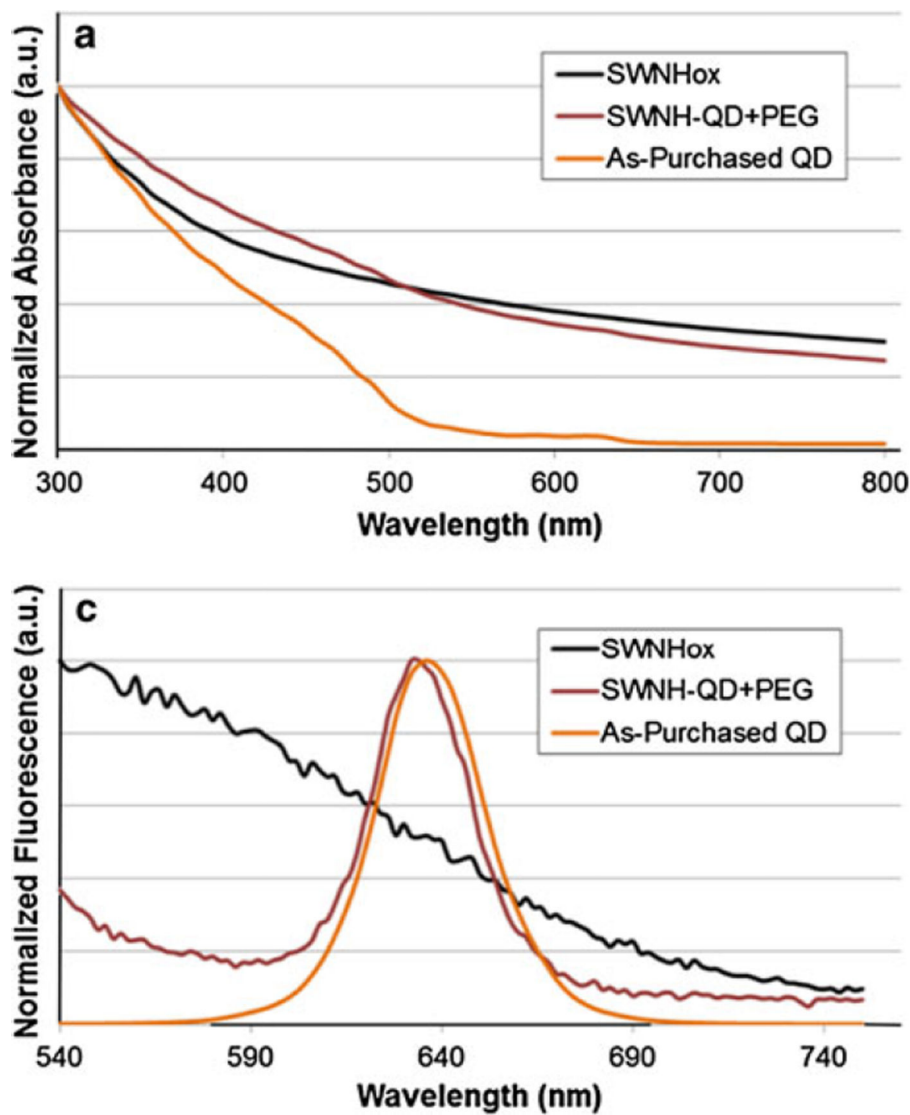 a
SWNHox
SWNH-QD+PEG
As-Purchased QD
Normalized Absorbance (a.u.)
300 400 500 600 700 800
Wavelength (nm)
c
SWNHox
SWNH-QD+PEG
As-Purchased QD
Normalized Fluorescence (a.u.)
540 590 640 690 740
Wavelength (nm)